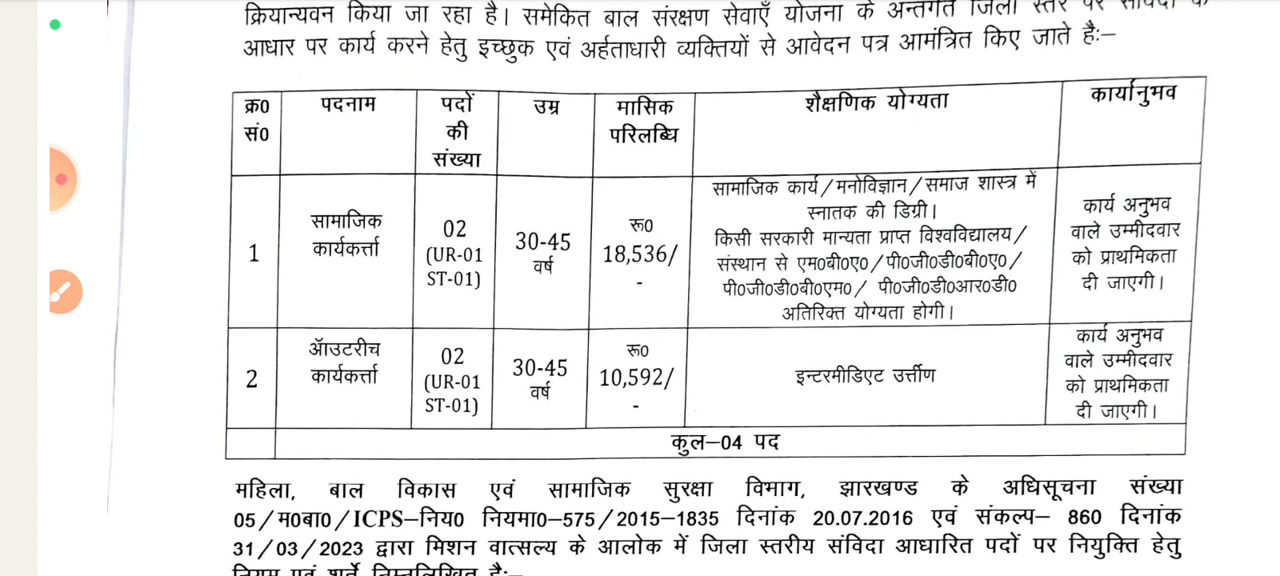 क्रियान्यवन किया जा रहा है। समेकित बाल संरक्षण सेवाएँ योजना के अन्तर्गत जिला स्तर पर संविदा के
आधार पर कार्य करने हेतु इच्छुक एवं अर्हताधारी व्यक्तियों से आवेदन पत्र आमंत्रित किए जाते हैः–
क्र0 सं0
पदनाम
पदों
की
संख्या
उम्र
मासिक
परिलब्धि
शैक्षणिक योग्यता
कार्यानुभव
1
सामाजिक
कार्यकर्त्ता
02
(UR-01
ST-01)
30-45
वर्ष
रू0
18,536/
-
सामाजिक कार्य/मनोविज्ञान/समाज शास्त्र में
स्नातक की डिग्री।
किसी सरकारी मान्यता प्राप्त विश्वविद्यालय/
संस्थान से एम0बी0ए0/पी0जी0डी0बी0ए0/
पी0जी0डी0बी0एम0/ पी0जी0डी0आर0डी0
अतिरिक्त योग्यता होगी।
कार्य अनुभव
वाले उम्मीदवार
को प्राथमिकता
दी जाएगी।
2
ऑउटरीच
कार्यकर्त्ता
02
(UR-01
ST-01)
30-45
वर्ष
रू0
10,592/
-
इन्टरमीडिएट उर्त्तीण
कार्य अनुभव
वाले उम्मीदवार
को प्राथमिकता
दी जाएगी।
कुल–04 पद
महिला, बाल विकास एवं सामाजिक सुरक्षा विभाग, झारखण्ड के अधिसूचना संख्या
05/म0बा0/ICPS–निय0 नियमा0–575/2015–1835 दिनांक 20.07.2016 एवं संकल्प– 860 दिनांक
31/03/2023 द्वारा मिशन वात्सल्य के आलोक में जिला स्तरीय संविदा आधारित पदों पर नियुक्ति हेतु
नियम एवं शर्ते निम्नलिखित हैः–